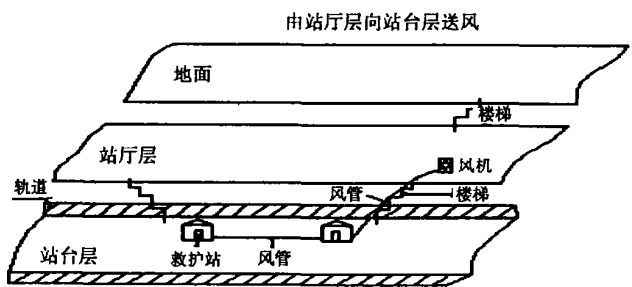 由站厅层向站台层送风
地面
楼梯
站厅层
风机
轨道
风管
楼梯
站台层
救护站
风管